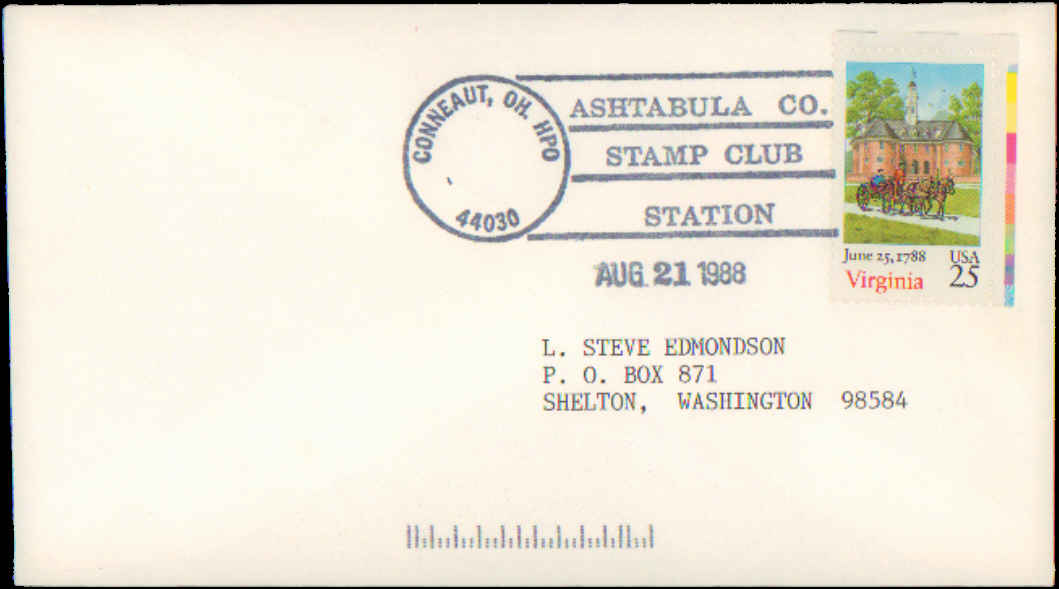 CONNEAUT, OH. HPO
44030
ASHTABULA CO.
STAMP CLUB
STATION
AUG 21 1988
June 25, 1788 USA
Virginia 25
L. STEVE EDMONDSON
P. O. BOX 871
SHELTON, WASHINGTON 98584